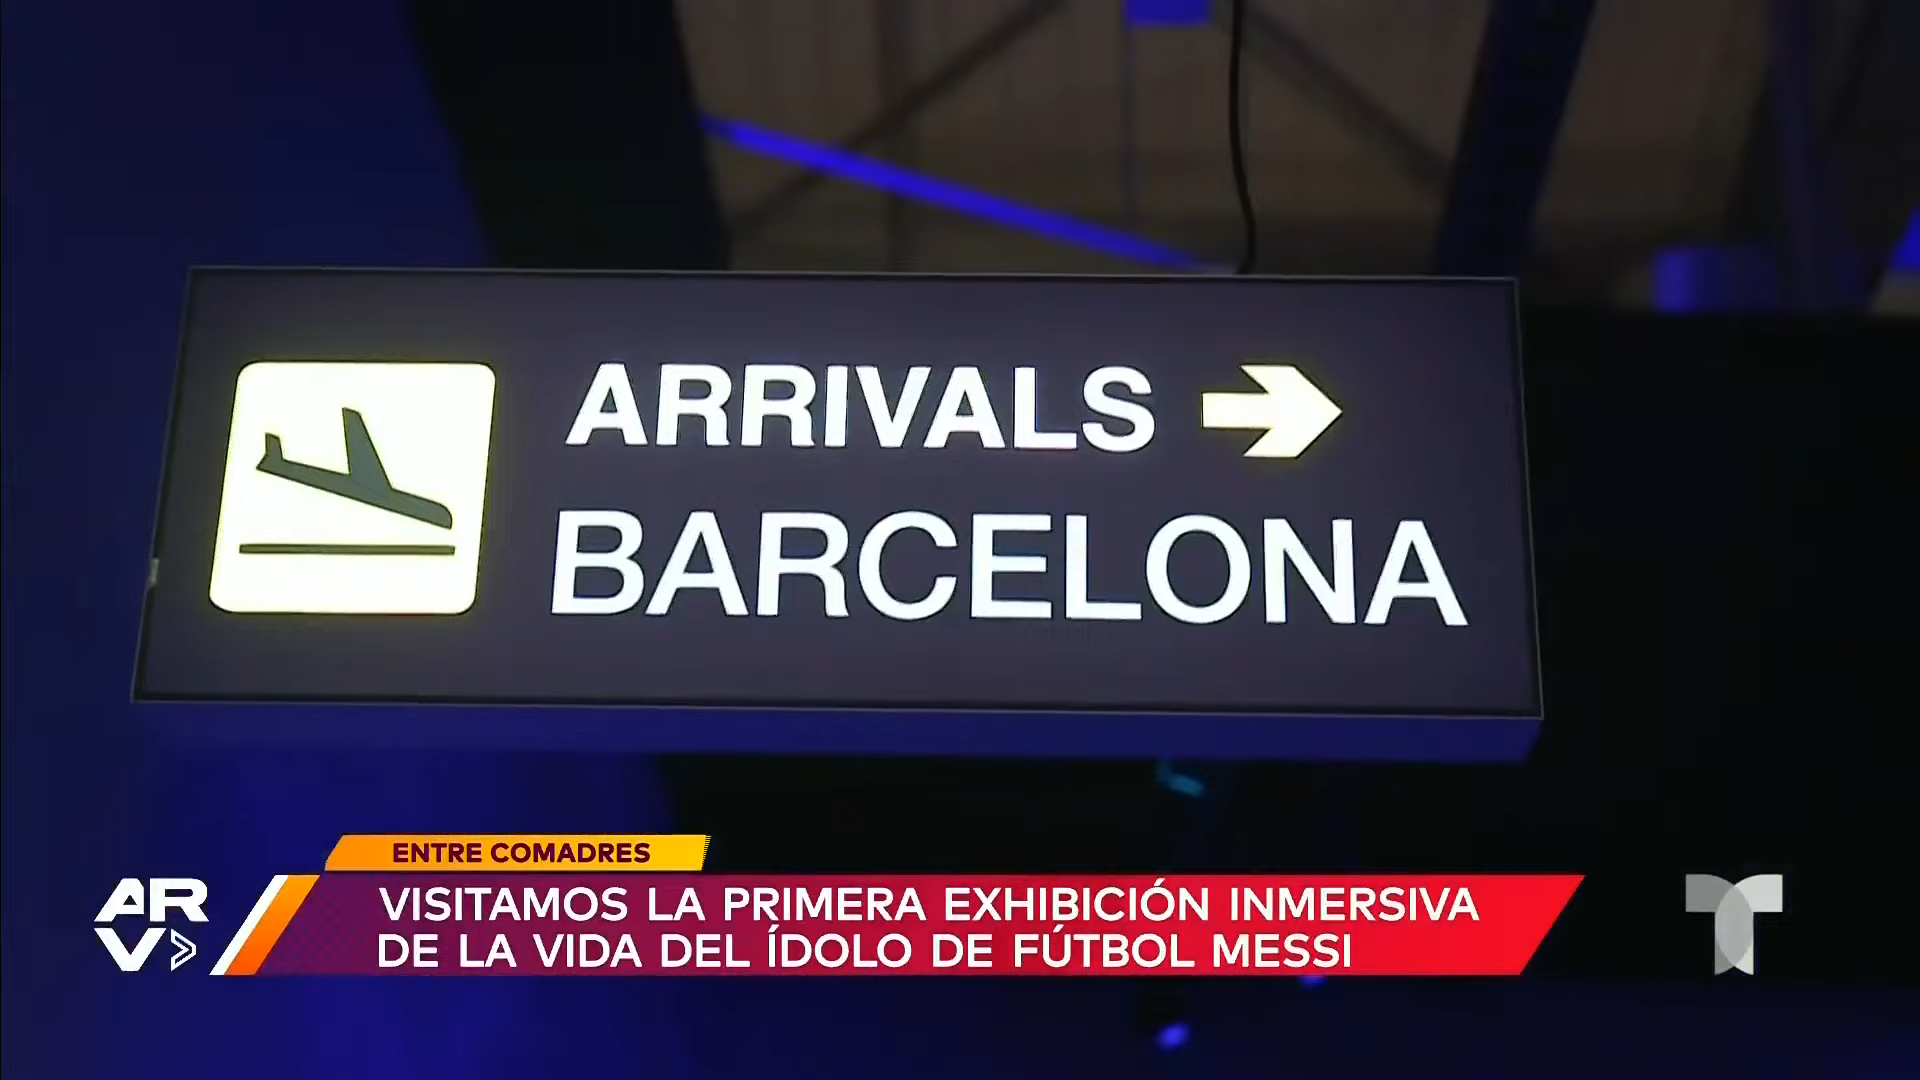 ARRIVALS
BARCELONA
ENTRE COMADRES
VISITAMOS LA PRIMERA EXHIBICIÓN INMERSIVA
DE LA VIDA DEL ÍDOLO DE FÚTBOL MESSI
ARV
T